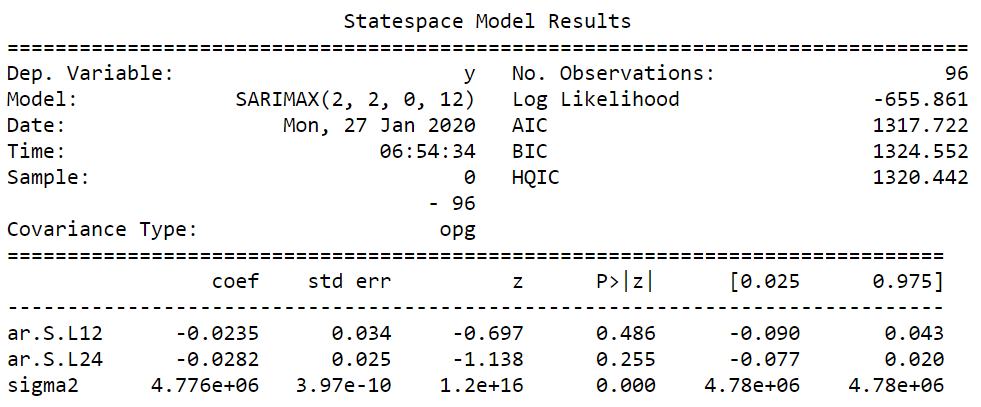 Statespace Model Results
==============================================================================
Dep. Variable:                      y   No. Observations:                   96
Model:             SARIMAX(2, 2, 0, 12)   Log Likelihood                -655.861
Date:                Mon, 27 Jan 2020   AIC                           1317.722
Time:                        06:54:34   BIC                           1324.552
Sample:                             0   HQIC                          1320.442
- 96
Covariance Type:                  opg
==============================================================================
coef    std err          z      P>|z|      [0.025      0.975]
------------------------------------------------------------------------------
ar.S.L12      -0.0235      0.034     -0.697      0.486      -0.090       0.043
ar.S.L24      -0.0282      0.025     -1.138      0.255      -0.077       0.020
sigma2      4.776e+06   3.97e-10    1.2e+16      0.000    4.78e+06    4.78e+06